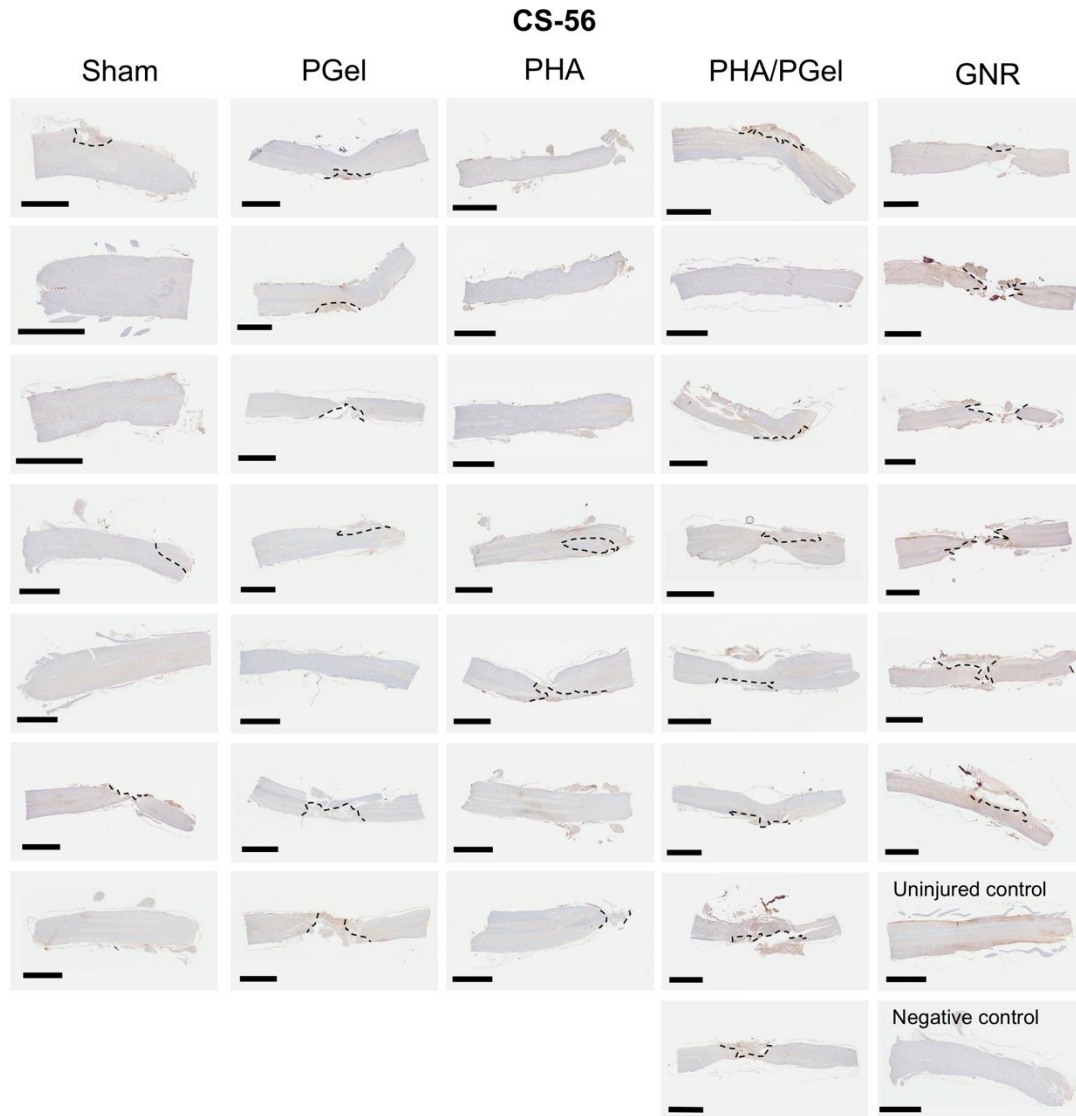 CS-56
Sham PGel PHA PHA/PGel GNR
Uninjured control
Negative control